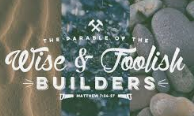 THE PARABLE OF THE
Wise & Foolish
BUILDERS
MATTHEW 7:24-27